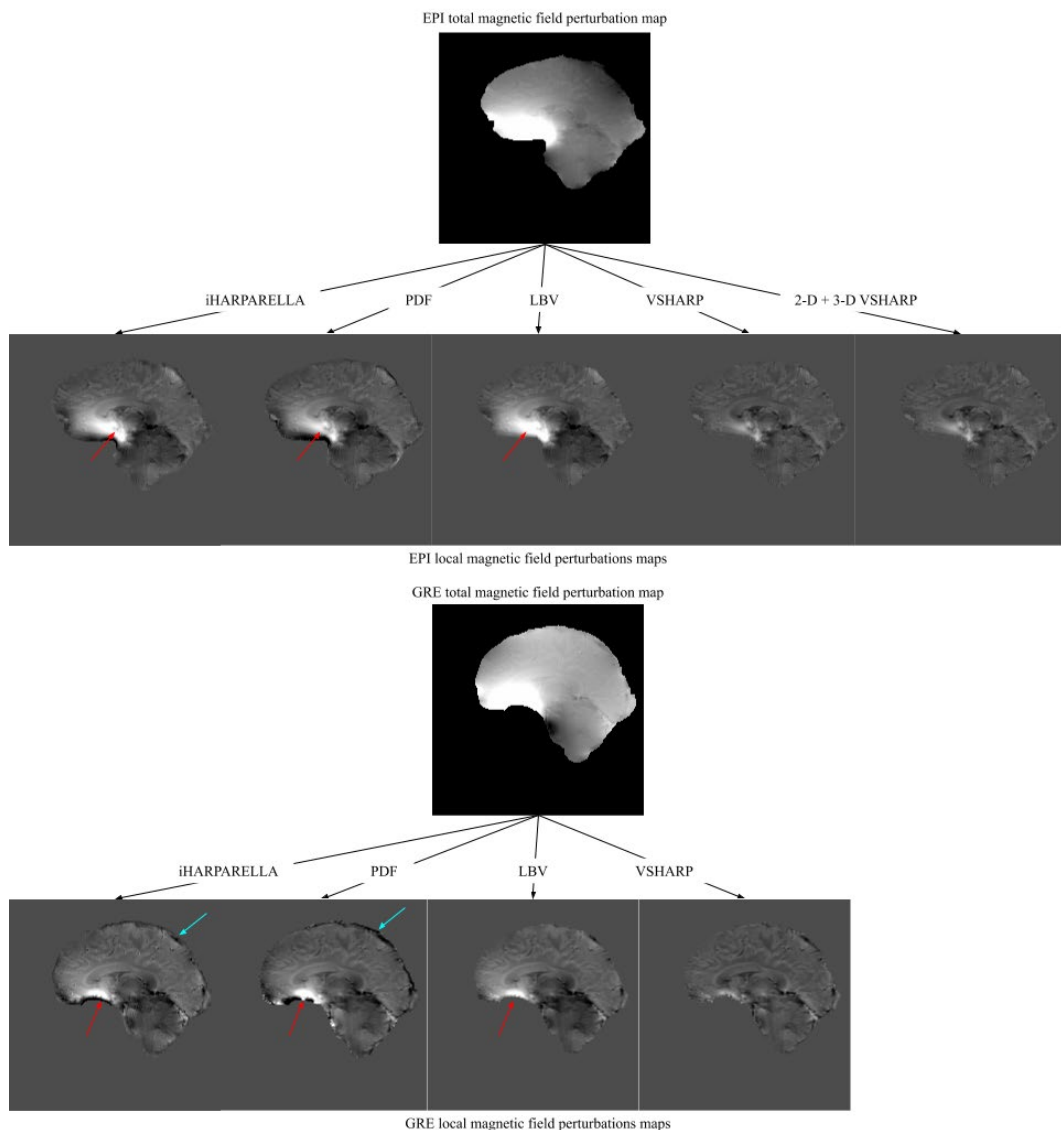 EPI total magnetic field perturbation map
iHARPARELLA PDF LBV VSHARP 2-D + 3-D VSHARP
EPI local magnetic field perturbations maps
GRE total magnetic field perturbation map
iHARPARELLA PDF LBV VSHARP
GRE local magnetic field perturbations maps